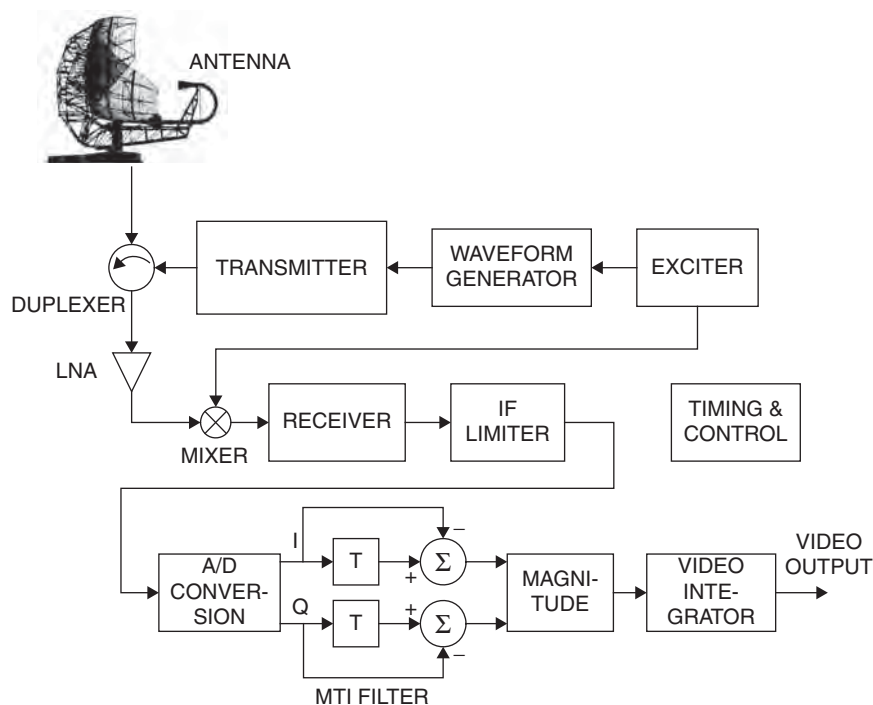 ANTENNA
TRANSMITTER
WAVEFORM
GENERATOR
EXCITER
DUPLEXER
LNA
MIXER
RECEIVER
IF
LIMITER
TIMING &
CONTROL
A/D
CONVER-
SION
I
T
+
−
Σ
Q
T
+
−
Σ
MTI FILTER
MAGNI-
TUDE
VIDEO
INTE-
GRATOR
VIDEO
OUTPUT